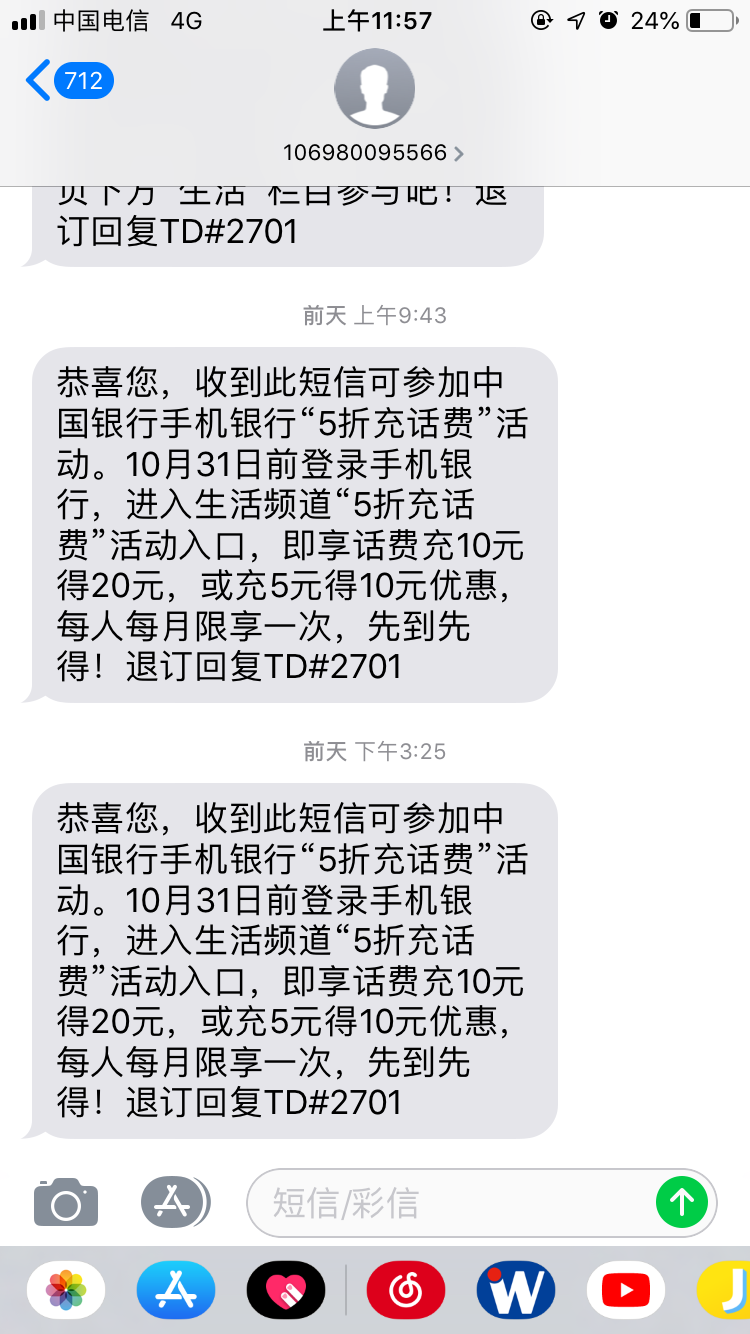 中国电信 4G 上午11:57 24%
712
106980095566
页下方“生活”栏目参与吧！退
订回复TD#2701
前天 上午9:43
恭喜您，收到此短信可参加中
国银行手机银行“5折充话费”活
动。10月31日前登录手机银
行，进入生活频道“5折充话
费”活动入口，即享话费充10元
得20元，或充5元得10元优惠，
每人每月限享一次，先到先
得！退订回复TD#2701
前天 下午3:25
恭喜您，收到此短信可参加中
国银行手机银行“5折充话费”活
动。10月31日前登录手机银
行，进入生活频道“5折充话
费”活动入口，即享话费充10元
得20元，或充5元得10元优惠，
每人每月限享一次，先到先
得！退订回复TD#2701
短信/彩信
W